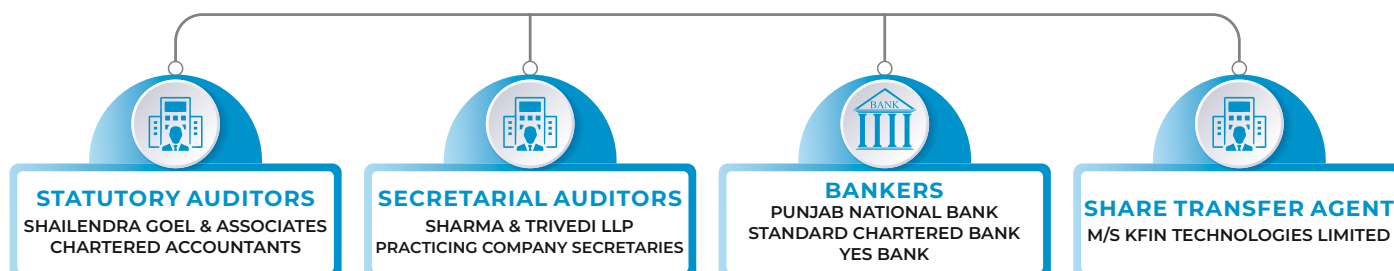 STATUTORY AUDITORS
SHAILENDRA GOEL & ASSOCIATES
CHARTERED ACCOUNTANTS
SECRETARIAL AUDITORS
SHARMA & TRIVEDI LLP
PRACTICING COMPANY SECRETARIES
BANK
BANKERS
PUNJAB NATIONAL BANK
STANDARD CHARTERED BANK
YES BANK
SHARE TRANSFER AGENT
M/S KFIN TECHNOLOGIES LIMITED